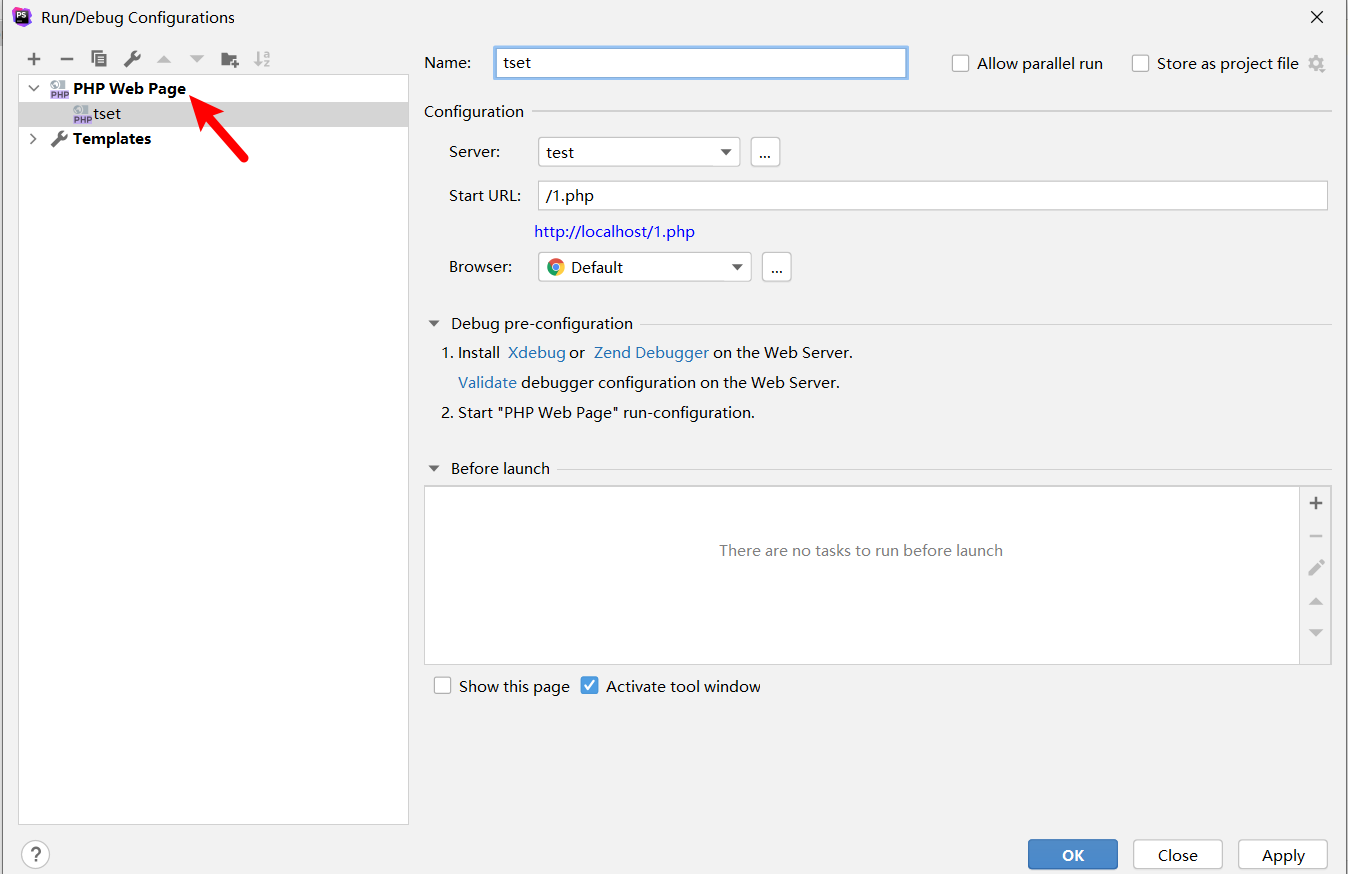 Run/Debug Configurations
PHP Web Page
tset
Templates
Name: tset Allow parallel run Store as project file
Configuration
Server: test ...
Start URL: /1.php
http://localhost/1.php
Browser: Default ...
Debug pre-configuration
1. Install Xdebug or Zend Debugger on the Web Server.
Validate debugger configuration on the Web Server.
2. Start "PHP Web Page" run-configuration.
Before launch
There are no tasks to run before launch
Show this page Activate tool window
? OK Close Apply